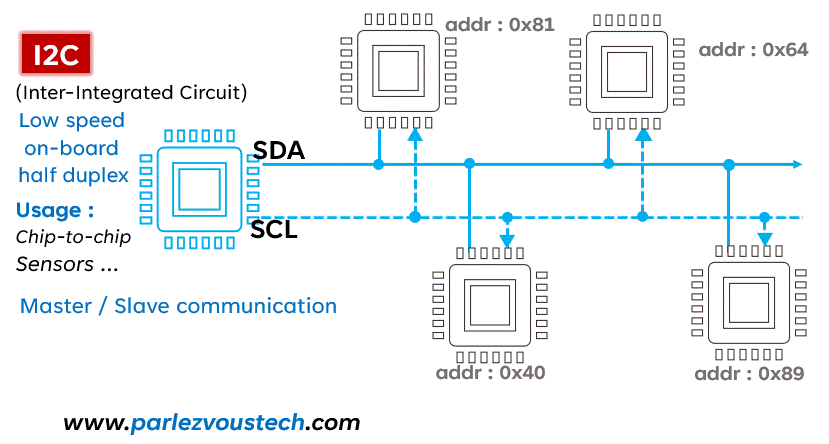 I2C
(Inter-Integrated Circuit)
Low speed
on-board
half duplex
Usage :
Chip-to-chip
Sensors ...
Master / Slave communication
SDA
SCL
addr : 0x81
addr : 0x64
addr : 0x40
addr : 0x89
www.parlezvoustech.com